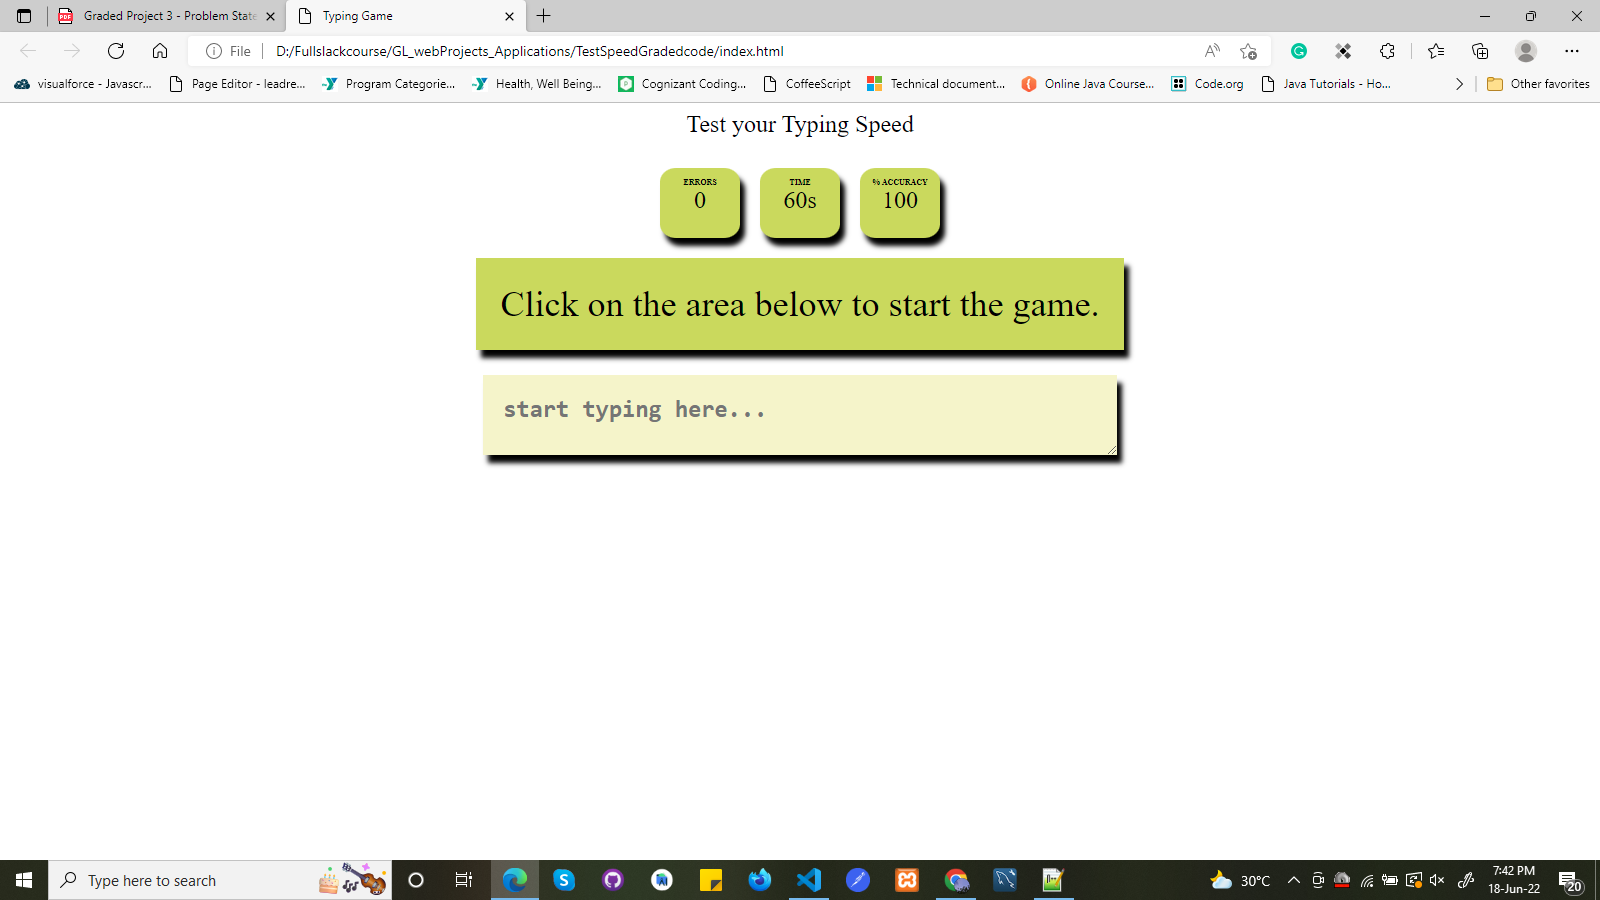 Graded Project 3 - Problem State
Typing Game
File
D:/Fullslackcourse/GL_webProjects_Applications/TestSpeedGradedcode/index.html
visualforce - Javascr...
Page Editor - leadre...
Program Categorie...
Health, Well Being...
Cognizant Coding...
CoffeeScript
Technical document...
Online Java Course...
Code.org
Java Tutorials - Ho...
Other favorites
Test your Typing Speed
ERRORS
0
TIME
60s
% ACCURACY
100
Click on the area below to start the game.
start typing here...
Type here to search
30°C
7:42 PM
18-Jun-22
20